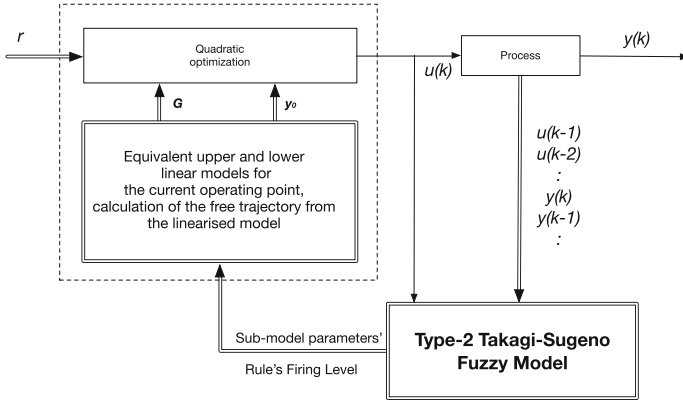 r
Quadratic
optimization
u(k)
Process
y(k)
G
y₀
Equivalent upper and lower
linear models for
the current operating point,
calculation of the free trajectory from
the linearised model
u(k-1)
u(k-2)
:
y(k)
y(k-1)
:
Sub-model parameters’
Rule’s Firing Level
Type-2 Takagi-Sugeno
Fuzzy Model